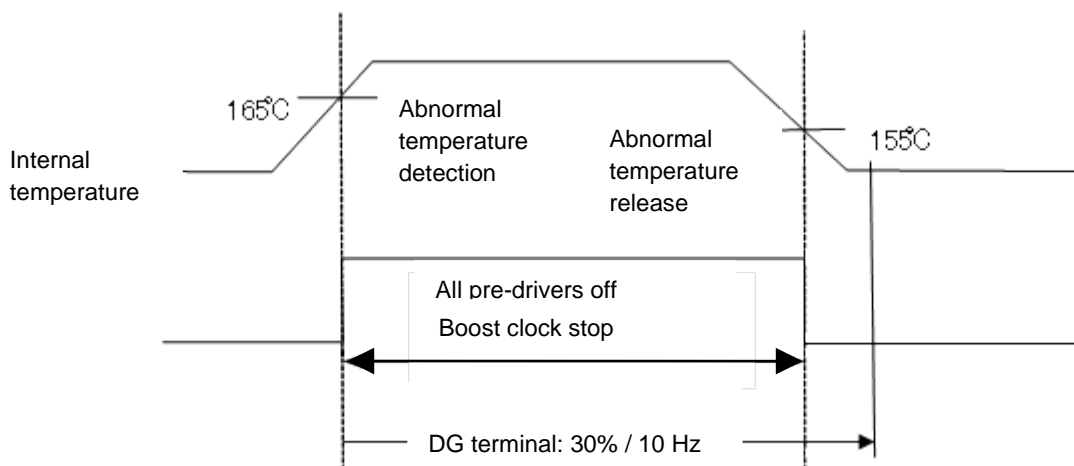 165℃
Abnormal
temperature
detection
Abnormal
temperature
release
155℃
Internal
temperature
All pre-drivers off
Boost clock stop
DG terminal: 30% / 10 Hz